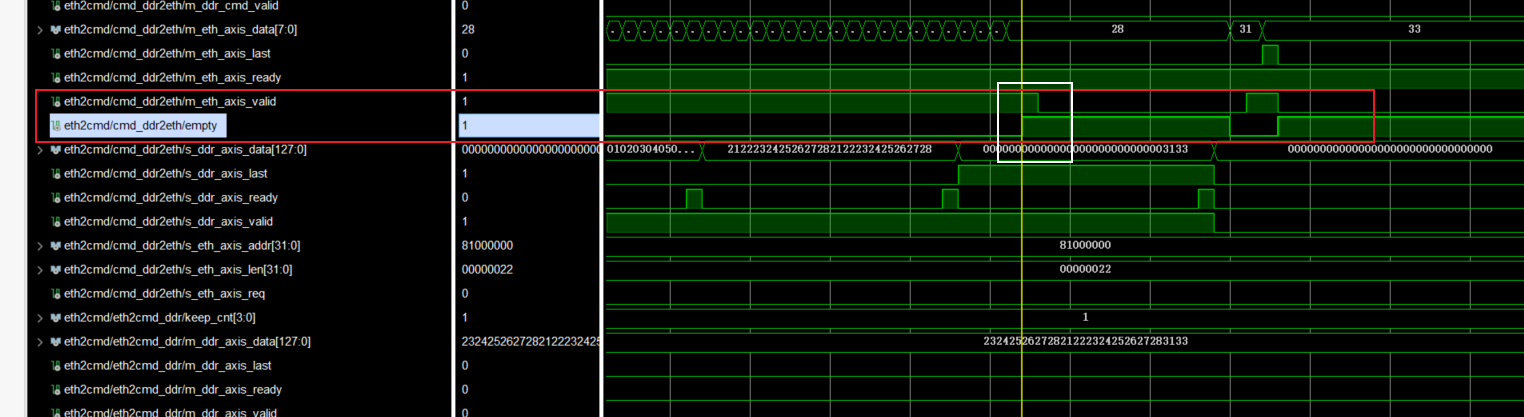 eth2cmd/cmd_ddr2eth/m_ddr_cmd_valid 0
eth2cmd/cmd_ddr2eth/m_eth_axis_data[7:0] 28 28 31 33
eth2cmd/cmd_ddr2eth/m_eth_axis_last 0
eth2cmd/cmd_ddr2eth/m_eth_axis_ready 1
eth2cmd/cmd_ddr2eth/m_eth_axis_valid 1
eth2cmd/cmd_ddr2eth/empty 1
eth2cmd/cmd_ddr2eth/s_ddr_axis_data[127:0] 01020304050... 21222324252627282122232425262728 00000000000000000000000000003133 00000000000000000000000000000000
eth2cmd/cmd_ddr2eth/s_ddr_axis_last 1
eth2cmd/cmd_ddr2eth/s_ddr_axis_ready 0
eth2cmd/cmd_ddr2eth/s_ddr_axis_valid 1
eth2cmd/cmd_ddr2eth/s_eth_axis_addr[31:0] 81000000 81000000
eth2cmd/cmd_ddr2eth/s_eth_axis_len[31:0] 00000022 00000022
eth2cmd/cmd_ddr2eth/s_eth_axis_req 0
eth2cmd/eth2cmd_ddr/keep_cnt[3:0] 1 1
eth2cmd/eth2cmd_ddr/m_ddr_axis_data[127:0] 23242526272821222324252627283133
eth2cmd/eth2cmd_ddr/m_ddr_axis_last 0
eth2cmd/eth2cmd_ddr/m_ddr_axis_ready 0
eth2cmd/eth2cmd_ddr/m_ddr_axis_valid 0